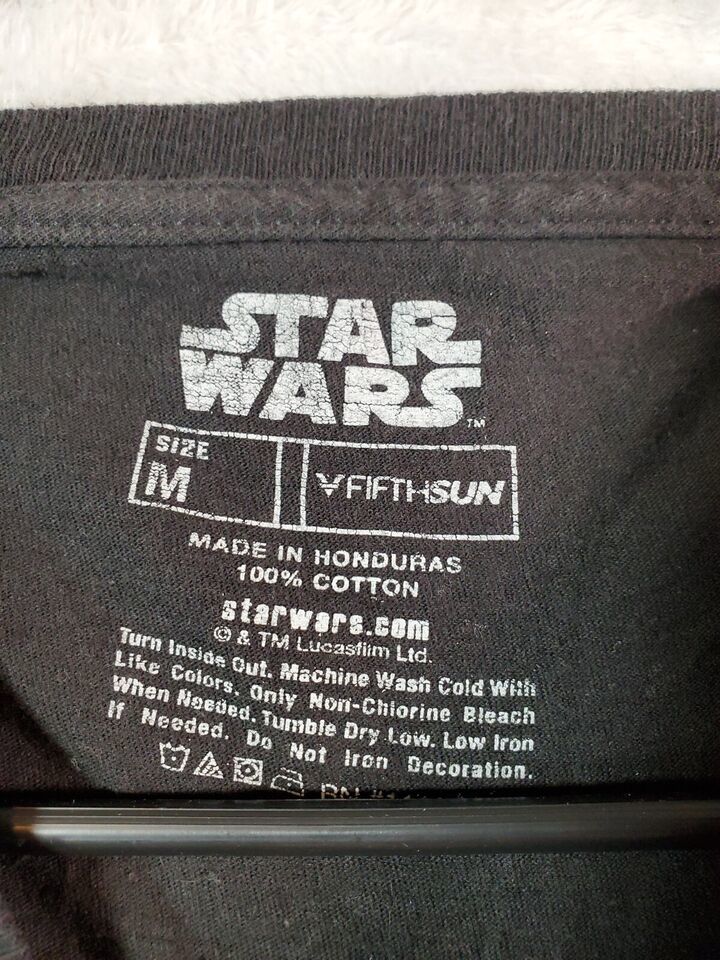 STAR
WARS™
SIZE
M
FIFTHSUN
MADE IN HONDURAS
100% COTTON
starwars.com
© & TM Lucasfilm Ltd.
Turn Inside Out. Machine Wash Cold With
Like Colors. Only Non-Chlorine Bleach
When Needed. Tumble Dry Low. Low Iron
If Needed. Do Not Iron Decoration.